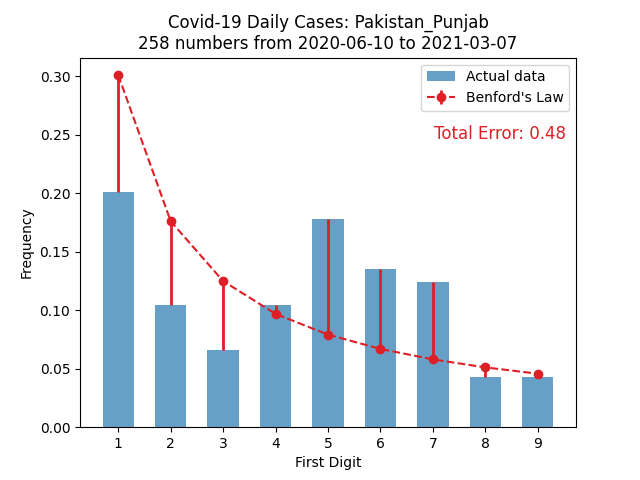 Covid-19 Daily Cases: Pakistan_Punjab
258 numbers from 2020-06-10 to 2021-03-07
Actual data
Benford's Law
Total Error: 0.48
Frequency
0.30
0.25
0.20
0.15
0.10
0.05
0.00
1 2 3 4 5 6 7 8 9
First Digit